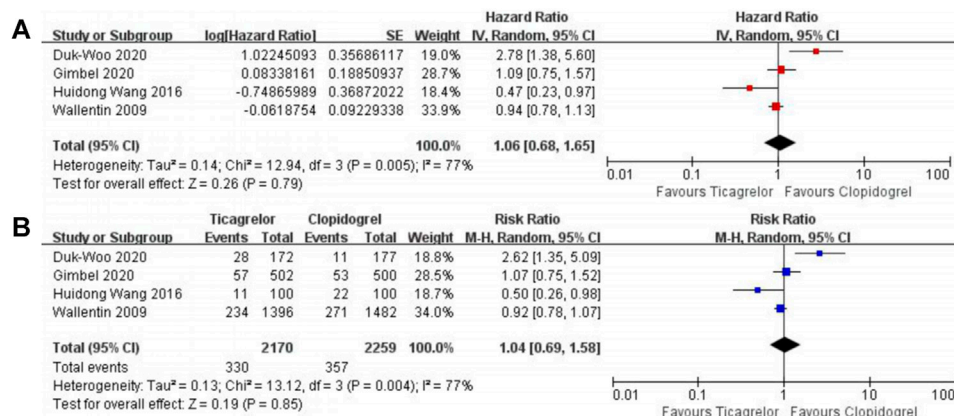 A
Hazard Ratio Hazard Ratio
Study or Subgroup log[Hazard Ratio] SE Weight IV, Random, 95% CI IV, Random, 95% CI
Duk-Woo 2020 1.02245093 0.35686117 19.0% 2.78 [1.38, 5.60]
Gimbel 2020 0.08338161 0.18850937 28.7% 1.09 [0.75, 1.57]
Huidong Wang 2016 -0.74865989 0.36872022 18.4% 0.47 [0.23, 0.97]
Wallentin 2009 -0.0618754 0.09229338 33.9% 0.94 [0.78, 1.13]
Total (95% CI) 100.0% 1.06 [0.68, 1.65]
Heterogeneity: Tau² = 0.14; Chi² = 12.94, df = 3 (P = 0.005); I² = 77%
Test for overall effect: Z = 0.26 (P = 0.79)
0.01 0.1 1 10 100
Favours Ticagrelor Favours Clopidogrel
B
Ticagrelor Clopidogrel Risk Ratio Risk Ratio
Study or Subgroup Events Total Events Total Weight M-H, Random, 95% CI M-H, Random, 95% CI
Duk-Woo 2020 28 172 11 177 18.8% 2.62 [1.35, 5.09]
Gimbel 2020 57 502 53 500 28.5% 1.07 [0.75, 1.52]
Huidong Wang 2016 11 100 22 100 18.7% 0.50 [0.26, 0.98]
Wallentin 2009 234 1396 271 1482 34.0% 0.92 [0.78, 1.07]
Total (95% CI) 2170 2259 100.0% 1.04 [0.69, 1.58]
Total events 330 357
Heterogeneity: Tau² = 0.13; Chi² = 13.12, df = 3 (P = 0.004); I² = 77%
Test for overall effect: Z = 0.19 (P = 0.85)
0.01 0.1 1 10 100
Favours Ticagrelor Favours Clopidogrel